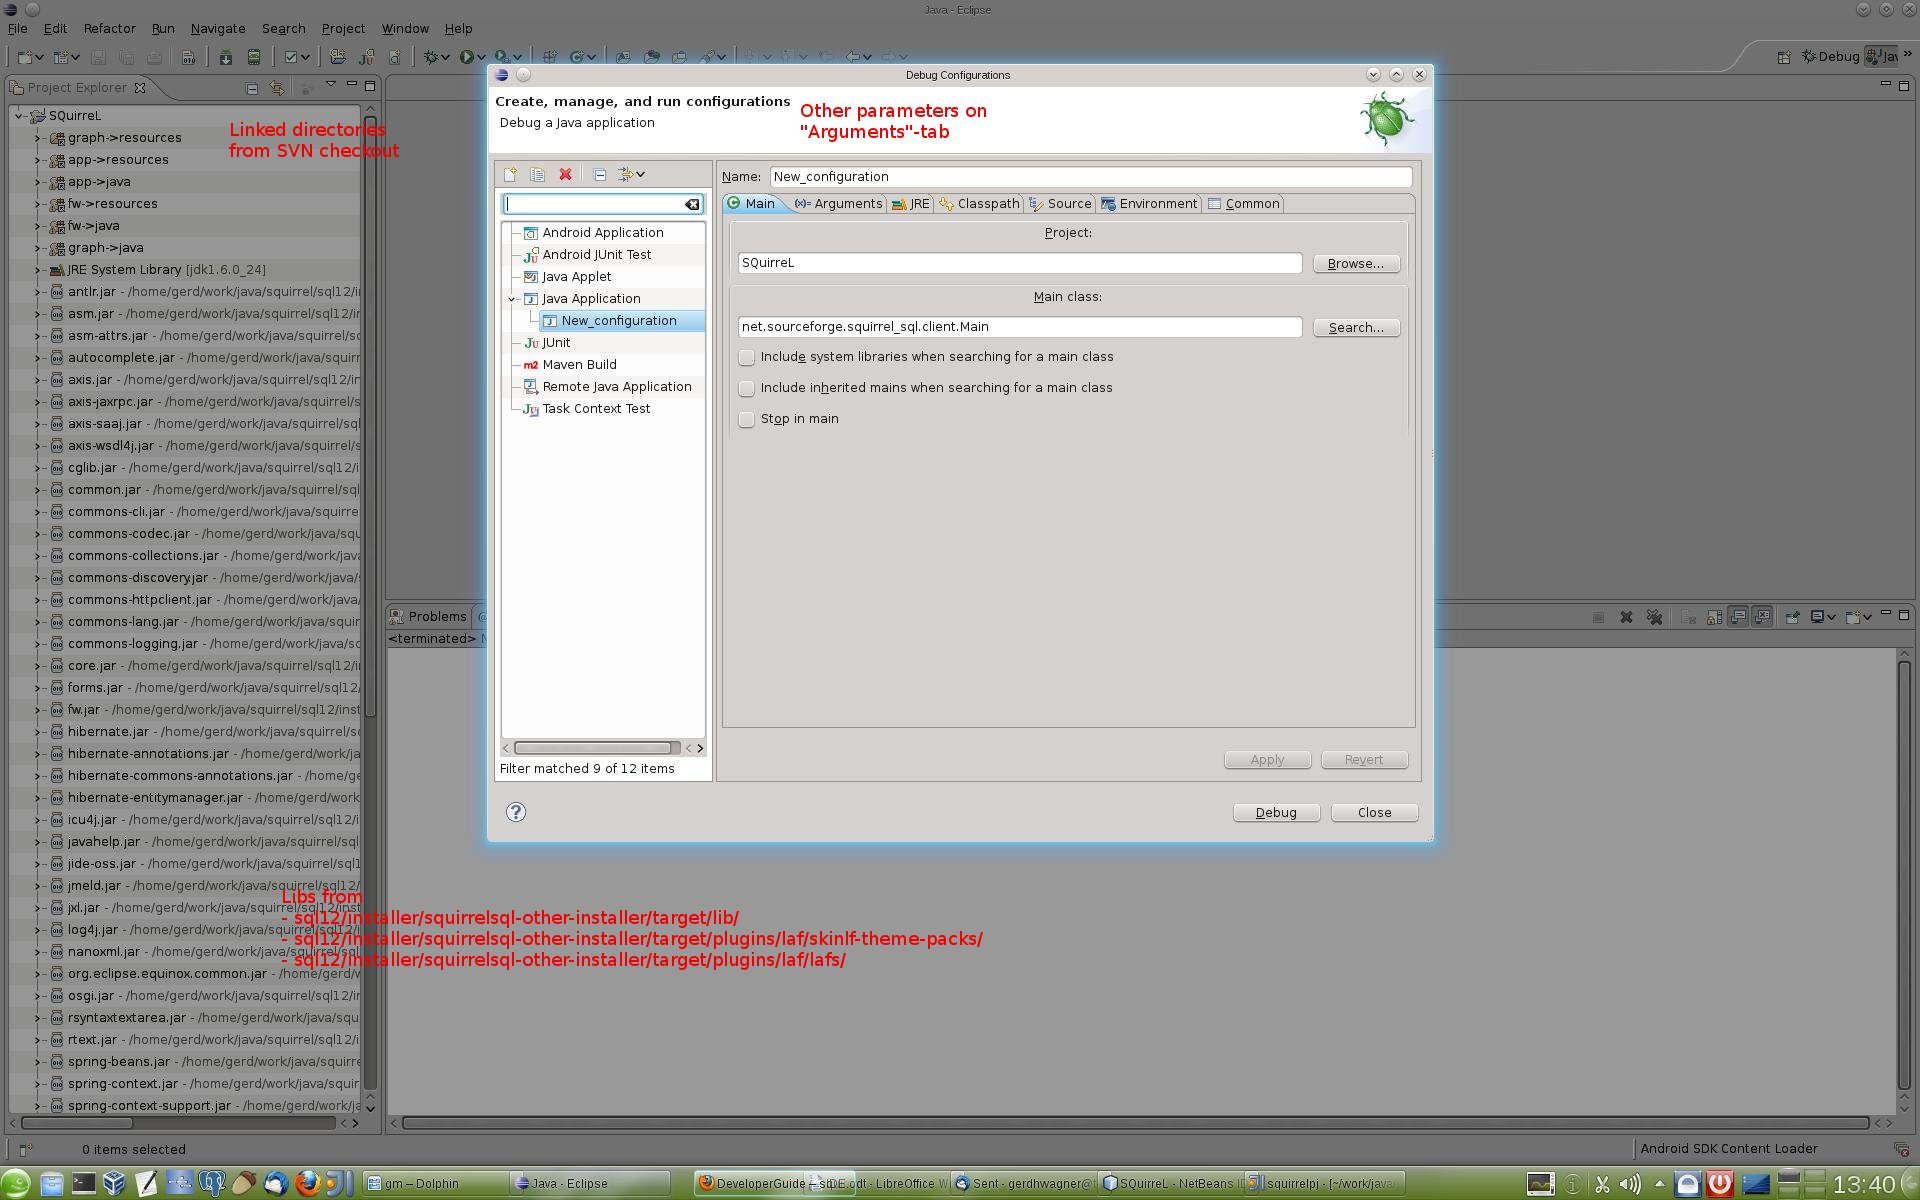 Java - Eclipse
File Edit Refactor Run Navigate Search Project Window Help
Debug Jav
Project Explorer
SQuirreL
graph->resources
app->resources
app->java
fw->resources
fw->java
graph->java
JRE System Library [jdk1.6.0_24]
antlr.jar - /home/gerd/work/java/squirrel/sql12/i
asm.jar - /home/gerd/work/java/squirrel/sql12/in
asm-attrs.jar - /home/gerd/work/java/squirrel/sq
autocomplete.jar - /home/gerd/work/java/squirre
axis.jar - /home/gerd/work/java/squirrel/sql12/in
axis-jaxrpc.jar - /home/gerd/work/java/squirrel/s
axis-saaj.jar - /home/gerd/work/java/squirrel/sql
axis-wsdl4j.jar - /home/gerd/work/java/squirrel/s
cglib.jar - /home/gerd/work/java/squirrel/sql12/i
common.jar - /home/gerd/work/java/squirrel/sql
commons-cli.jar - /home/gerd/work/java/squirre
commons-codec.jar - /home/gerd/work/java/squ
commons-collections.jar - /home/gerd/work/java
commons-discovery.jar - /home/gerd/work/java/
commons-httpclient.jar - /home/gerd/work/java/
commons-lang.jar - /home/gerd/work/java/squir
commons-logging.jar - /home/gerd/work/java/sq
core.jar - /home/gerd/work/java/squirrel/sql12/i
forms.jar - /home/gerd/work/java/squirrel/sql12/
fw.jar - /home/gerd/work/java/squirrel/sql12/inst
hibernate.jar - /home/gerd/work/java/squirrel/sq
hibernate-annotations.jar - /home/gerd/work/ja
hibernate-commons-annotations.jar - /home/ge
hibernate-entitymanager.jar - /home/gerd/work
icu4j.jar - /home/gerd/work/java/squirrel/sql12/in
javahelp.jar - /home/gerd/work/java/squirrel/sql
jide-oss.jar - /home/gerd/work/java/squirrel/sql1
jmeld.jar - /home/gerd/work/java/squirrel/sql12/
jxl.jar - /home/gerd/work/java/squirrel/sql12/inst
log4j.jar - /home/gerd/work/java/squirrel/sql12/i
nanoxml.jar - /home/gerd/work/java/squirrel/sql
org.eclipse.equinox.common.jar - /home/gerd/w
osgi.jar - /home/gerd/work/java/squirrel/sql12/in
rsyntaxtextarea.jar - /home/gerd/work/java/squ
rtext.jar - /home/gerd/work/java/squirrel/sql12/i
spring-beans.jar - /home/gerd/work/java/squirre
spring-context.jar - /home/gerd/work/java/squir
spring-context-support.jar - /home/gerd/work/ja
Linked directories
from SVN checkout
Debug Configurations
Create, manage, and run configurations
Debug a Java application
Other parameters on
"Arguments"-tab
Android Application
Android JUnit Test
Java Applet
Java Application
New_configuration
JUnit
Maven Build
Remote Java Application
Task Context Test
Filter matched 9 of 12 items
Name: New_configuration
Main Arguments JRE Classpath Source Environment Common
Project:
SQuirreL Browse...
Main class:
net.sourceforge.squirrel_sql.client.Main Search...
Include system libraries when searching for a main class
Include inherited mains when searching for a main class
Stop in main
Apply Revert
Debug Close
Problems
<terminated> N
Libs from
- sql12/installer/squirrelsql-other-installer/target/lib/
- sql12/installer/squirrelsql-other-installer/target/plugins/laf/skinlf-theme-packs/
- sql12/installer/squirrelsql-other-installer/target/plugins/laf/lafs/
0 items selected
Android SDK Content Loader
gm – Dolphin Java - Eclipse DeveloperGuide – sb DE.odt - LibreOffice W Sent - gerdhwagner@ SQuirreL - NetBeans squirrelpj - [~/work/java 13:40